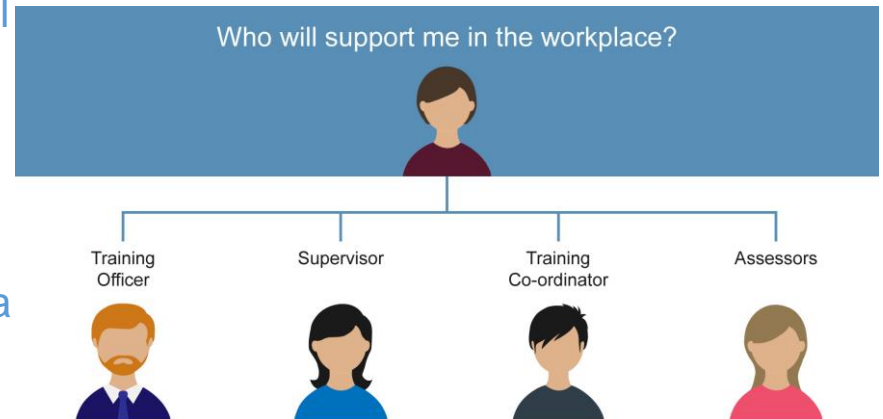 Who will support me in the workplace?
Training
Officer
Supervisor
Training
Co-ordinator
Assessors
a